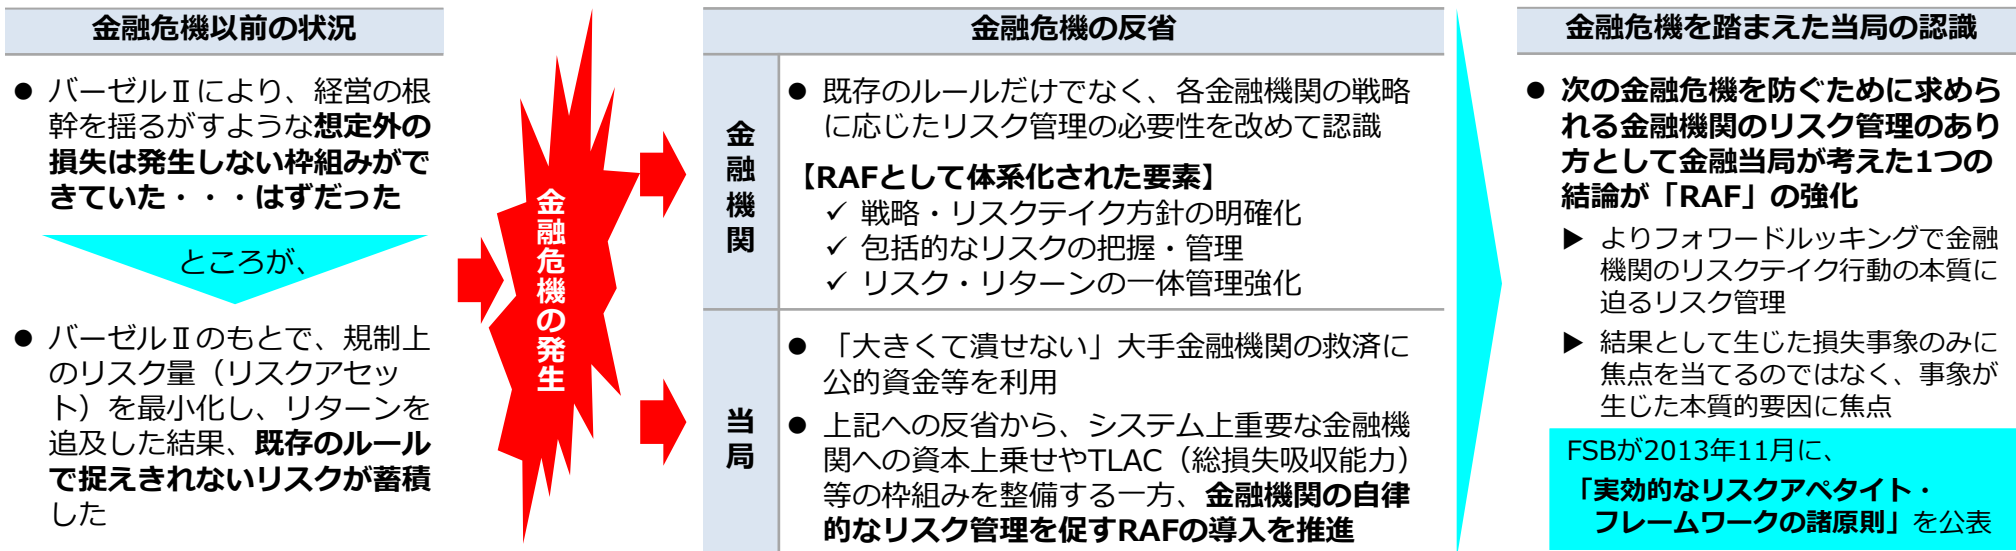 金融危機以前の状況
● バーゼルⅡにより、経営の根
幹を揺るがすような想定外の
損失は発生しない枠組みがで
きていた・・・はずだった
ところが、
● バーゼルⅡのもとで、規制上
のリスク量（リスクアセッ
ト）を最小化し、リターンを
追及した結果、既存のルール
で捉えきれないリスクが蓄積
した
金融危機の発生
金融危機の反省
金融機関
● 既存のルールだけでなく、各金融機関の戦略
に応じたリスク管理の必要性を改めて認識
【RAFとして体系化された要素】
✓ 戦略・リスクテイク方針の明確化
✓ 包括的なリスクの把握・管理
✓ リスク・リターンの一体管理強化
当局
● 「大きくて潰せない」大手金融機関の救済に
公的資金等を利用
● 上記への反省から、システム上重要な金融機
関への資本上乗せやTLAC（総損失吸収能力）
等の枠組みを整備する一方、金融機関の自律
的なリスク管理を促すRAFの導入を推進
金融危機を踏まえた当局の認識
● 次の金融危機を防ぐために求めら
れる金融機関のリスク管理のあり
方として金融当局が考えた1つの
結論が「RAF」の強化
▶ よりフォワードルッキングで金融
機関のリスクテイク行動の本質に
迫るリスク管理
▶ 結果として生じた損失事象のみに
焦点を当てるのではなく、事象が
生じた本質的要因に焦点
FSBが2013年11月に、
「実効的なリスクアペタイト・
フレームワークの諸原則」を公表